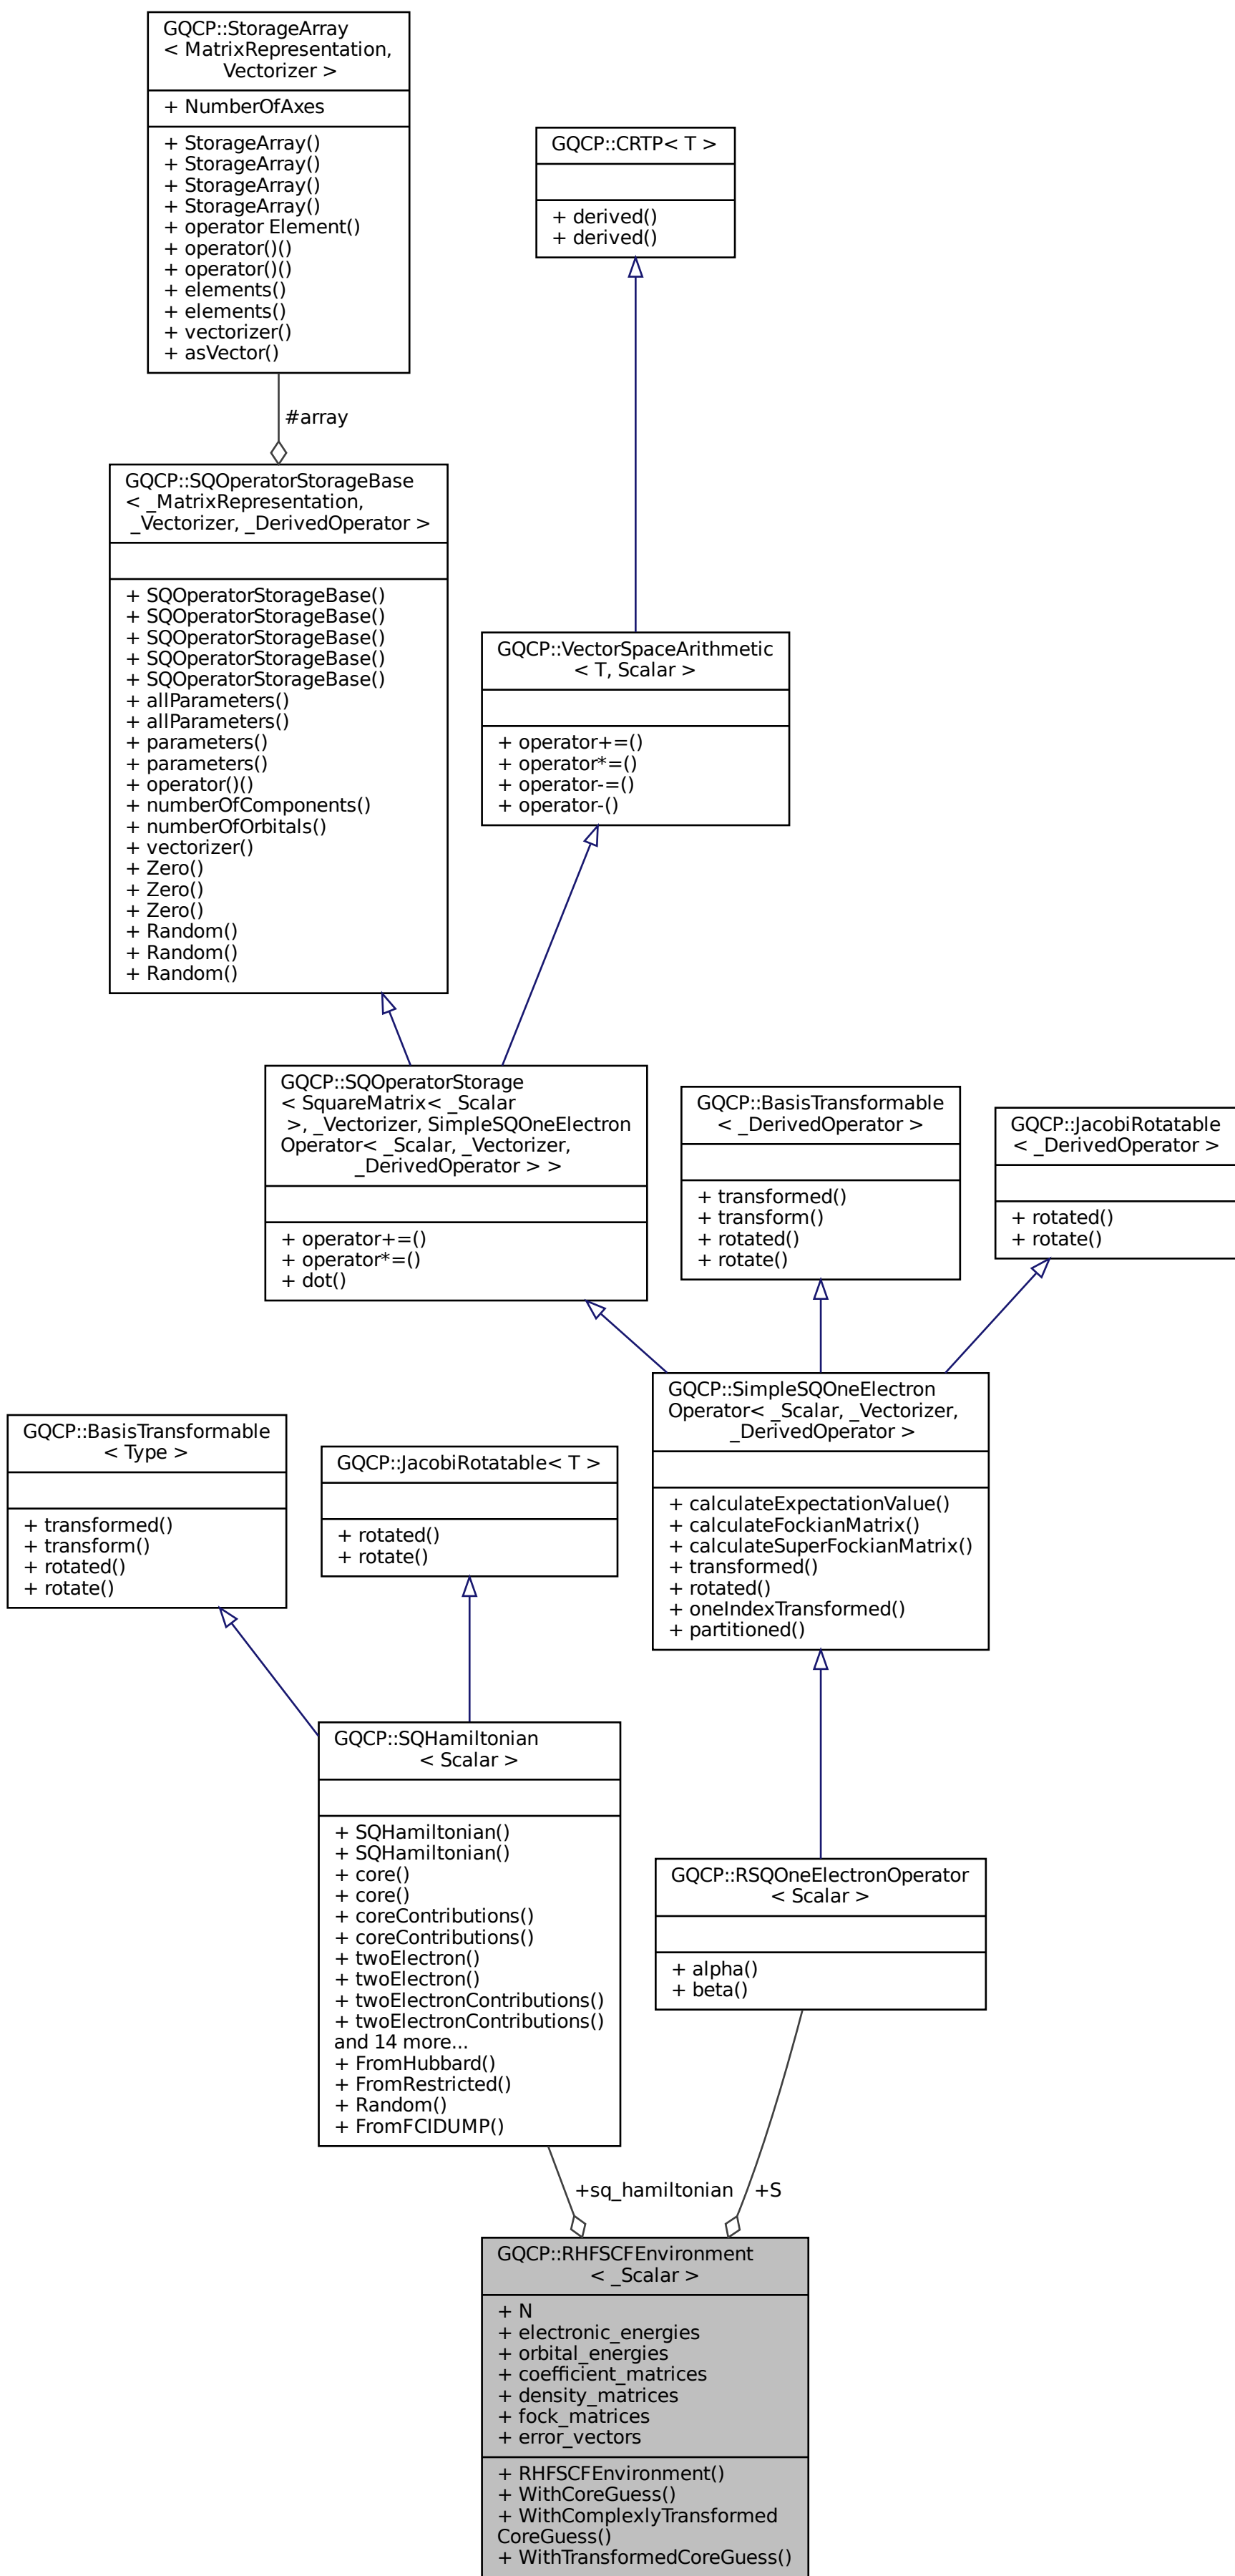 GQCP::StorageArray
< MatrixRepresentation,
Vectorizer >
+ NumberOfAxes
+ StorageArray()
+ StorageArray()
+ StorageArray()
+ StorageArray()
+ operator Element()
+ operator()()
+ operator()()
+ elements()
+ elements()
+ vectorizer()
+ asVector()
GQCP::CRTP< T >
+ derived()
+ derived()
#array
GQCP::SQOperatorStorageBase
< _MatrixRepresentation,
_Vectorizer, _DerivedOperator >
+ SQOperatorStorageBase()
+ SQOperatorStorageBase()
+ SQOperatorStorageBase()
+ SQOperatorStorageBase()
+ SQOperatorStorageBase()
+ allParameters()
+ allParameters()
+ parameters()
+ parameters()
+ operator()()
+ numberOfComponents()
+ numberOfOrbitals()
+ vectorizer()
+ Zero()
+ Zero()
+ Zero()
+ Random()
+ Random()
+ Random()
GQCP::VectorSpaceArithmetic
< T, Scalar >
+ operator+=()
+ operator*=()
+ operator-=()
+ operator-()
GQCP::SQOperatorStorage
< SquareMatrix< _Scalar
>, _Vectorizer, SimpleSQOneElectron
Operator< _Scalar, _Vectorizer,
_DerivedOperator > >
+ operator+=()
+ operator*=()
+ dot()
GQCP::BasisTransformable
< _DerivedOperator >
+ transformed()
+ transform()
+ rotated()
+ rotate()
GQCP::JacobiRotatable
< _DerivedOperator >
+ rotated()
+ rotate()
GQCP::SimpleSQOneElectron
Operator< _Scalar, _Vectorizer,
_DerivedOperator >
+ calculateExpectationValue()
+ calculateFockianMatrix()
+ calculateSuperFockianMatrix()
+ transformed()
+ rotated()
+ oneIndexTransformed()
+ partitioned()
GQCP::BasisTransformable
< Type >
+ transformed()
+ transform()
+ rotated()
+ rotate()
GQCP::JacobiRotatable< T >
+ rotated()
+ rotate()
GQCP::SQHamiltonian
< Scalar >
+ SQHamiltonian()
+ SQHamiltonian()
+ core()
+ core()
+ coreContributions()
+ coreContributions()
+ twoElectron()
+ twoElectron()
+ twoElectronContributions()
+ twoElectronContributions()
and 14 more...
+ FromHubbard()
+ FromRestricted()
+ Random()
+ FromFCIDUMP()
GQCP::RSQOneElectronOperator
< Scalar >
+ alpha()
+ beta()
+sq_hamiltonian
+S
GQCP::RHFSCFEnvironment
< _Scalar >
+ N
+ electronic_energies
+ orbital_energies
+ coefficient_matrices
+ density_matrices
+ fock_matrices
+ error_vectors
+ RHFSCFEnvironment()
+ WithCoreGuess()
+ WithComplexlyTransformed
CoreGuess()
+ WithTransformedCoreGuess()